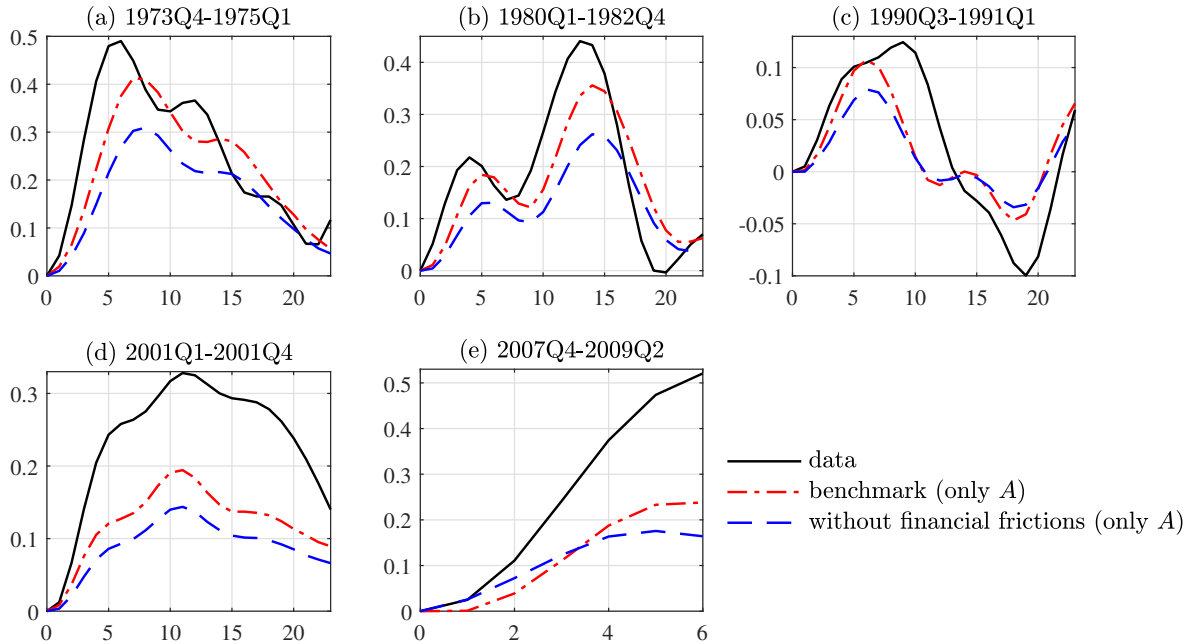 (a) 1973Q4-1975Q1
0.5
0.4
0.3
0.2
0.1
0
0 5 10 15 20
(b) 1980Q1-1982Q4
0.4
0.3
0.2
0.1
0
0 5 10 15 20
(c) 1990Q3-1991Q1
0.1
0.05
0
-0.05
-0.1
0 5 10 15 20
(d) 2001Q1-2001Q4
0.3
0.2
0.1
0
0 5 10 15 20
(e) 2007Q4-2009Q2
0.5
0.4
0.3
0.2
0.1
0
0 2 4 6
data
benchmark (only A)
without financial frictions (only A)